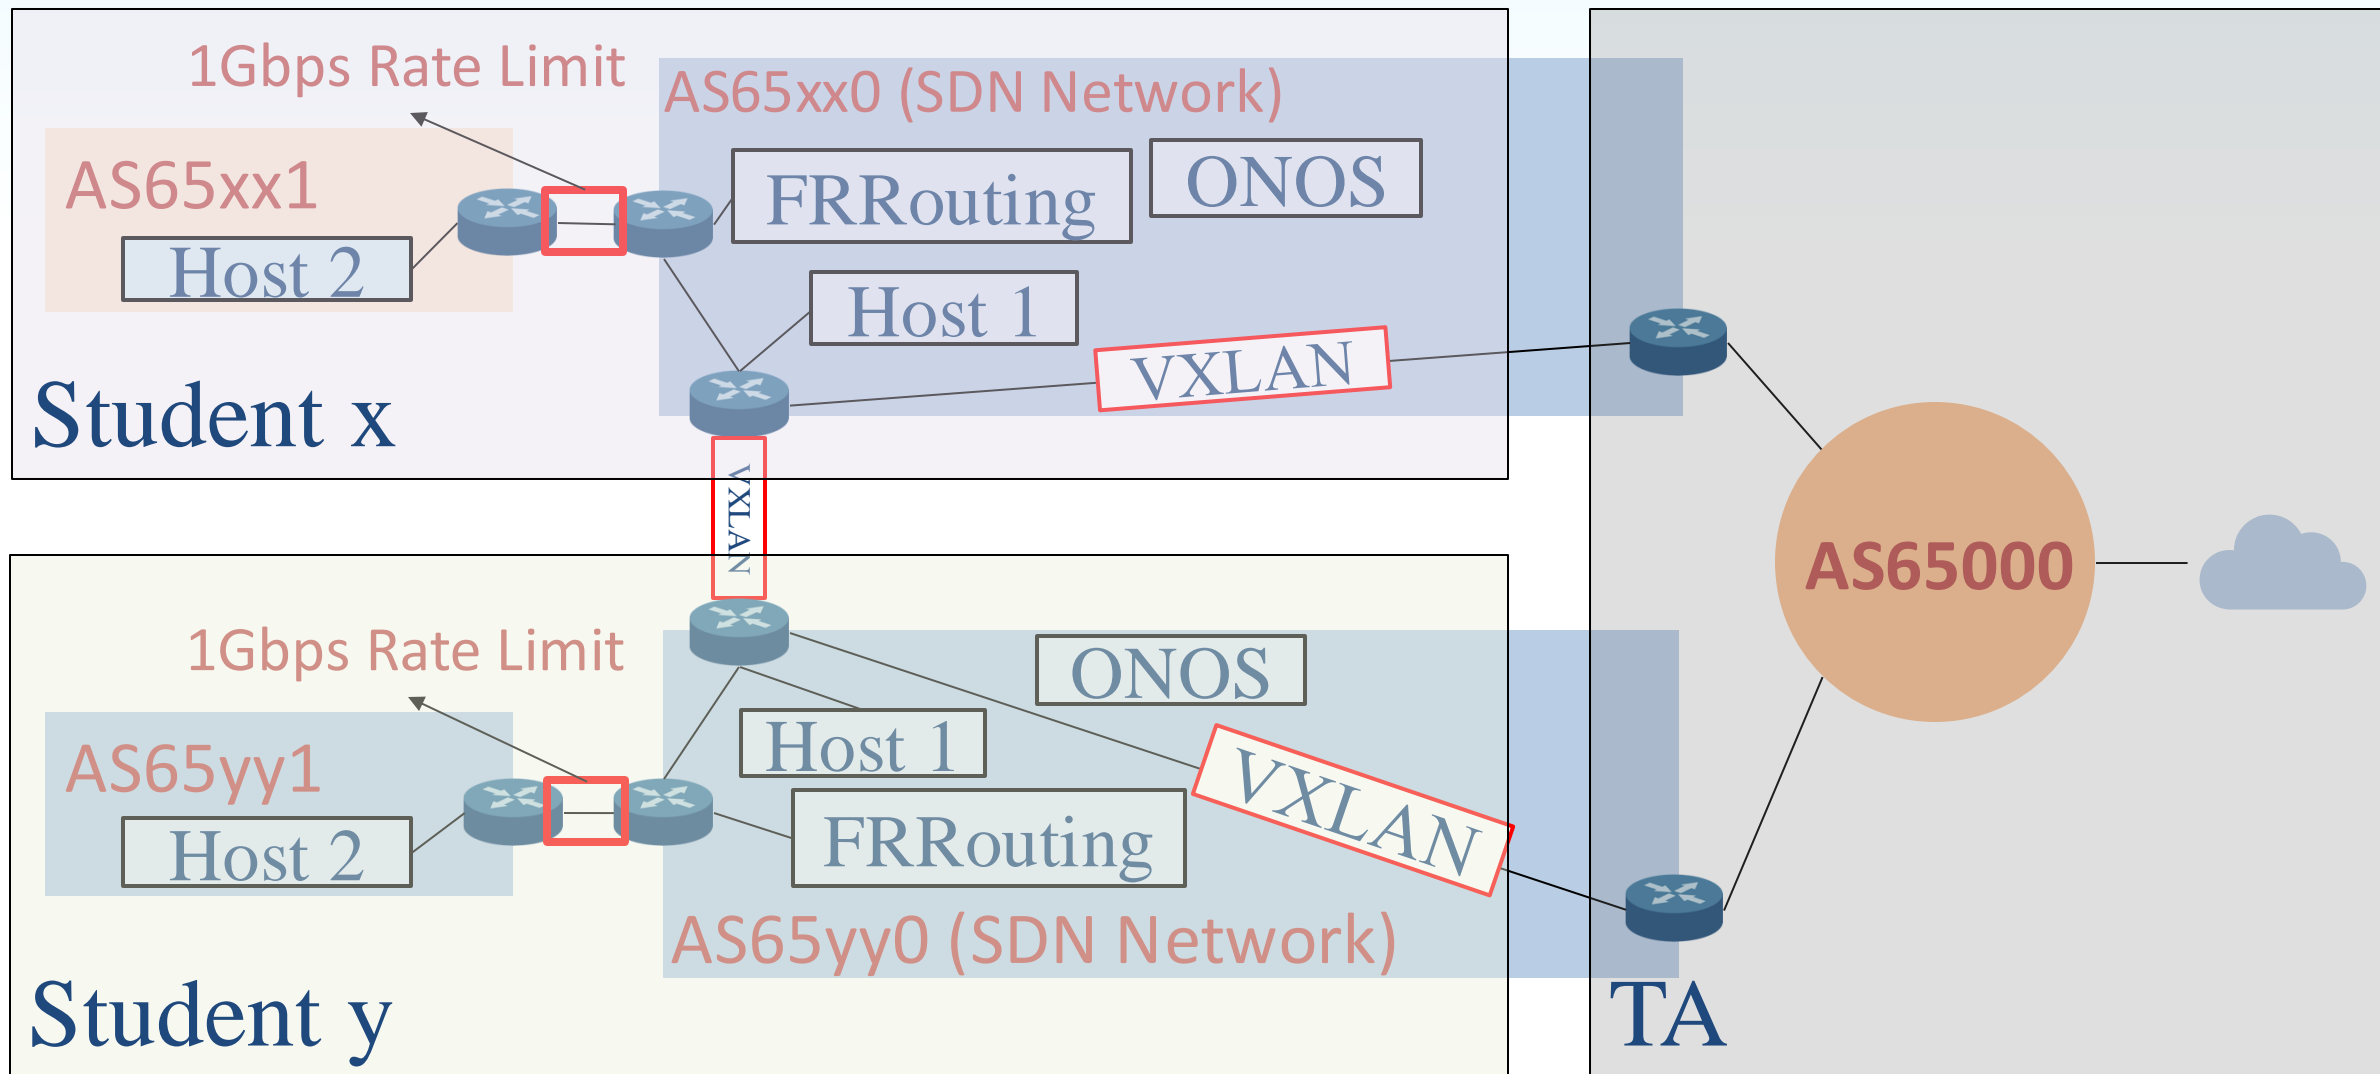 1Gbps Rate Limit
AS65xx0 (SDN Network)
AS65xx1
FRRouting
ONOS
Host 2
Host 1
VXLAN
Student x
VXLAN
AS65000
1Gbps Rate Limit
ONOS
AS65yy1
Host 1
VXLAN
Host 2
FRRouting
AS65yy0 (SDN Network)
Student y
TA